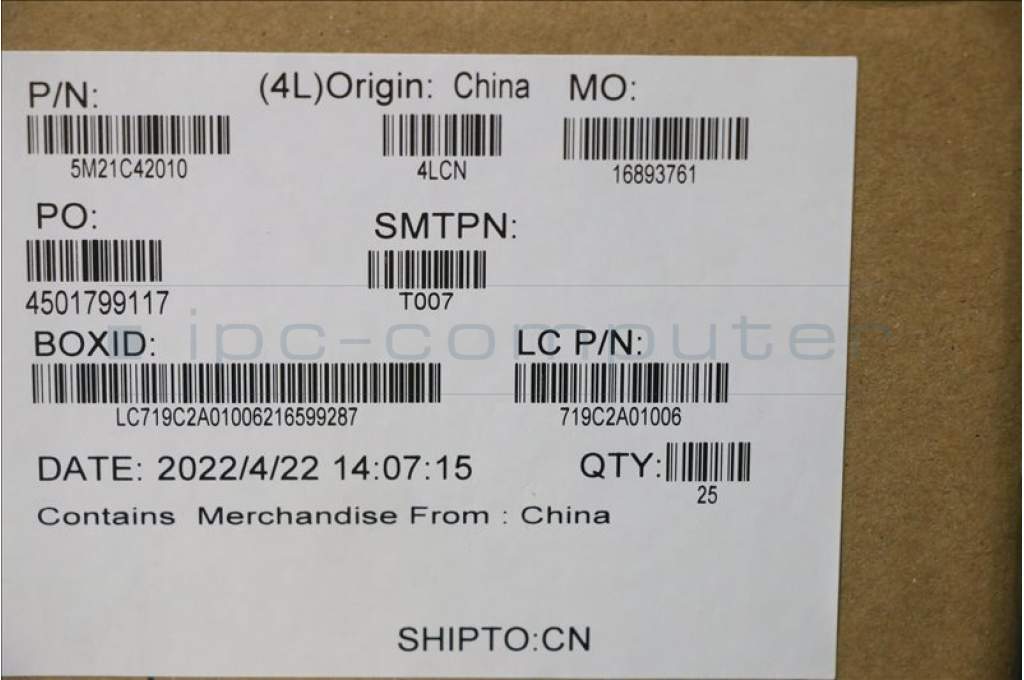 P/N: (4L)Origin: China MO:
5M21C42010 4LCN 16893761
PO: SMTPN:
4501799117 T007
ipc-computer
BOXID: LC P/N:
LC719C2A01006216599287 719C2A01006
DATE: 2022/4/22 14:07:15 QTY:
25
Contains Merchandise From : China
SHIPTO:CN